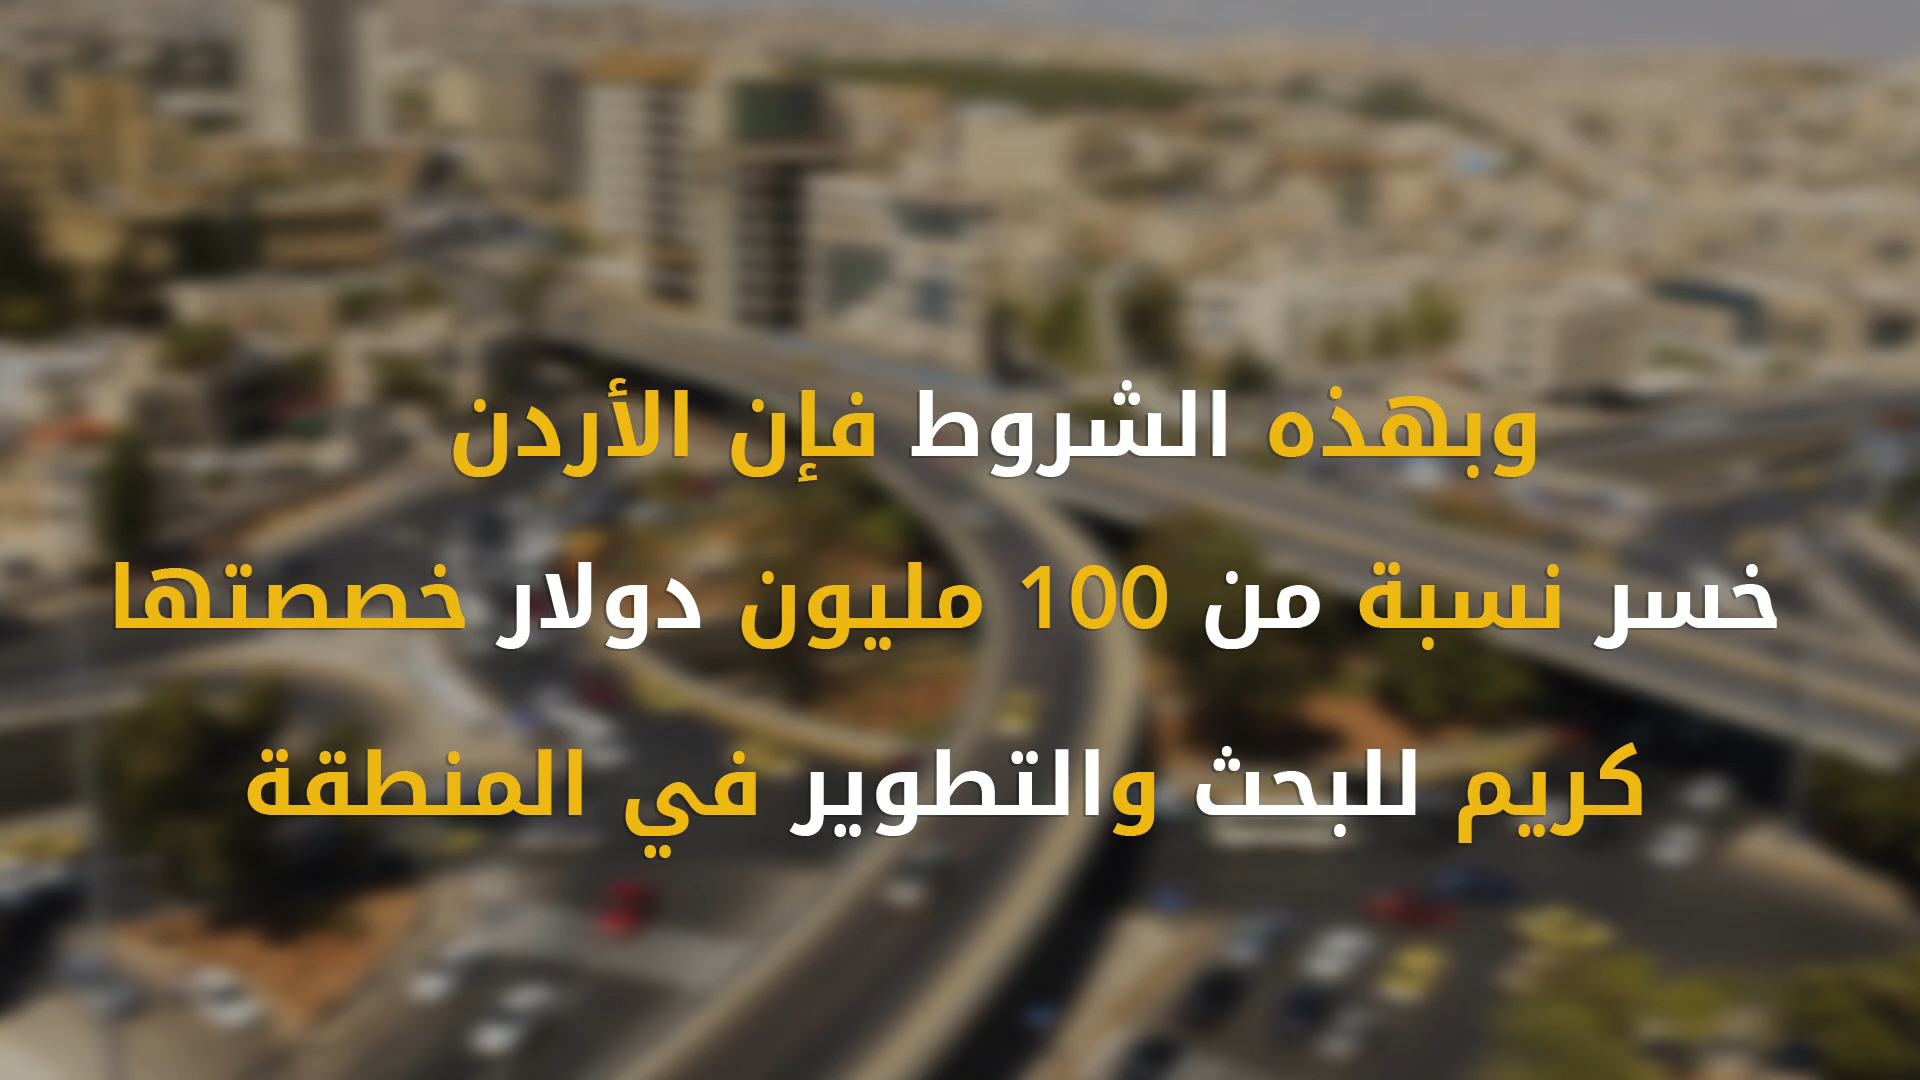 وبهذه الشروط فإن الأردن
خسر نسبة من 100 مليون دولار خصصتها
كريم للبحث والتطوير في المنطقة